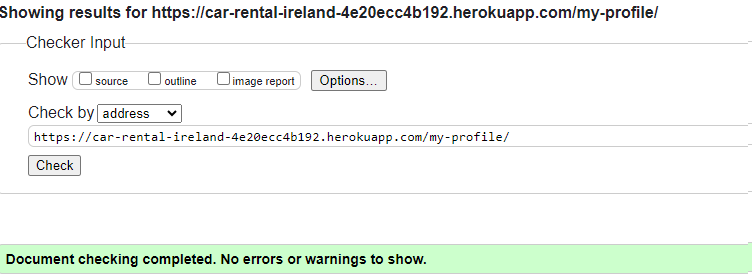 Showing results for https://car-rental-ireland-4e20ecc4b192.herokuapp.com/my-profile/
Checker Input
Show source outline image report Options...
Check by address
https://car-rental-ireland-4e20ecc4b192.herokuapp.com/my-profile/
Check
Document checking completed. No errors or warnings to show.